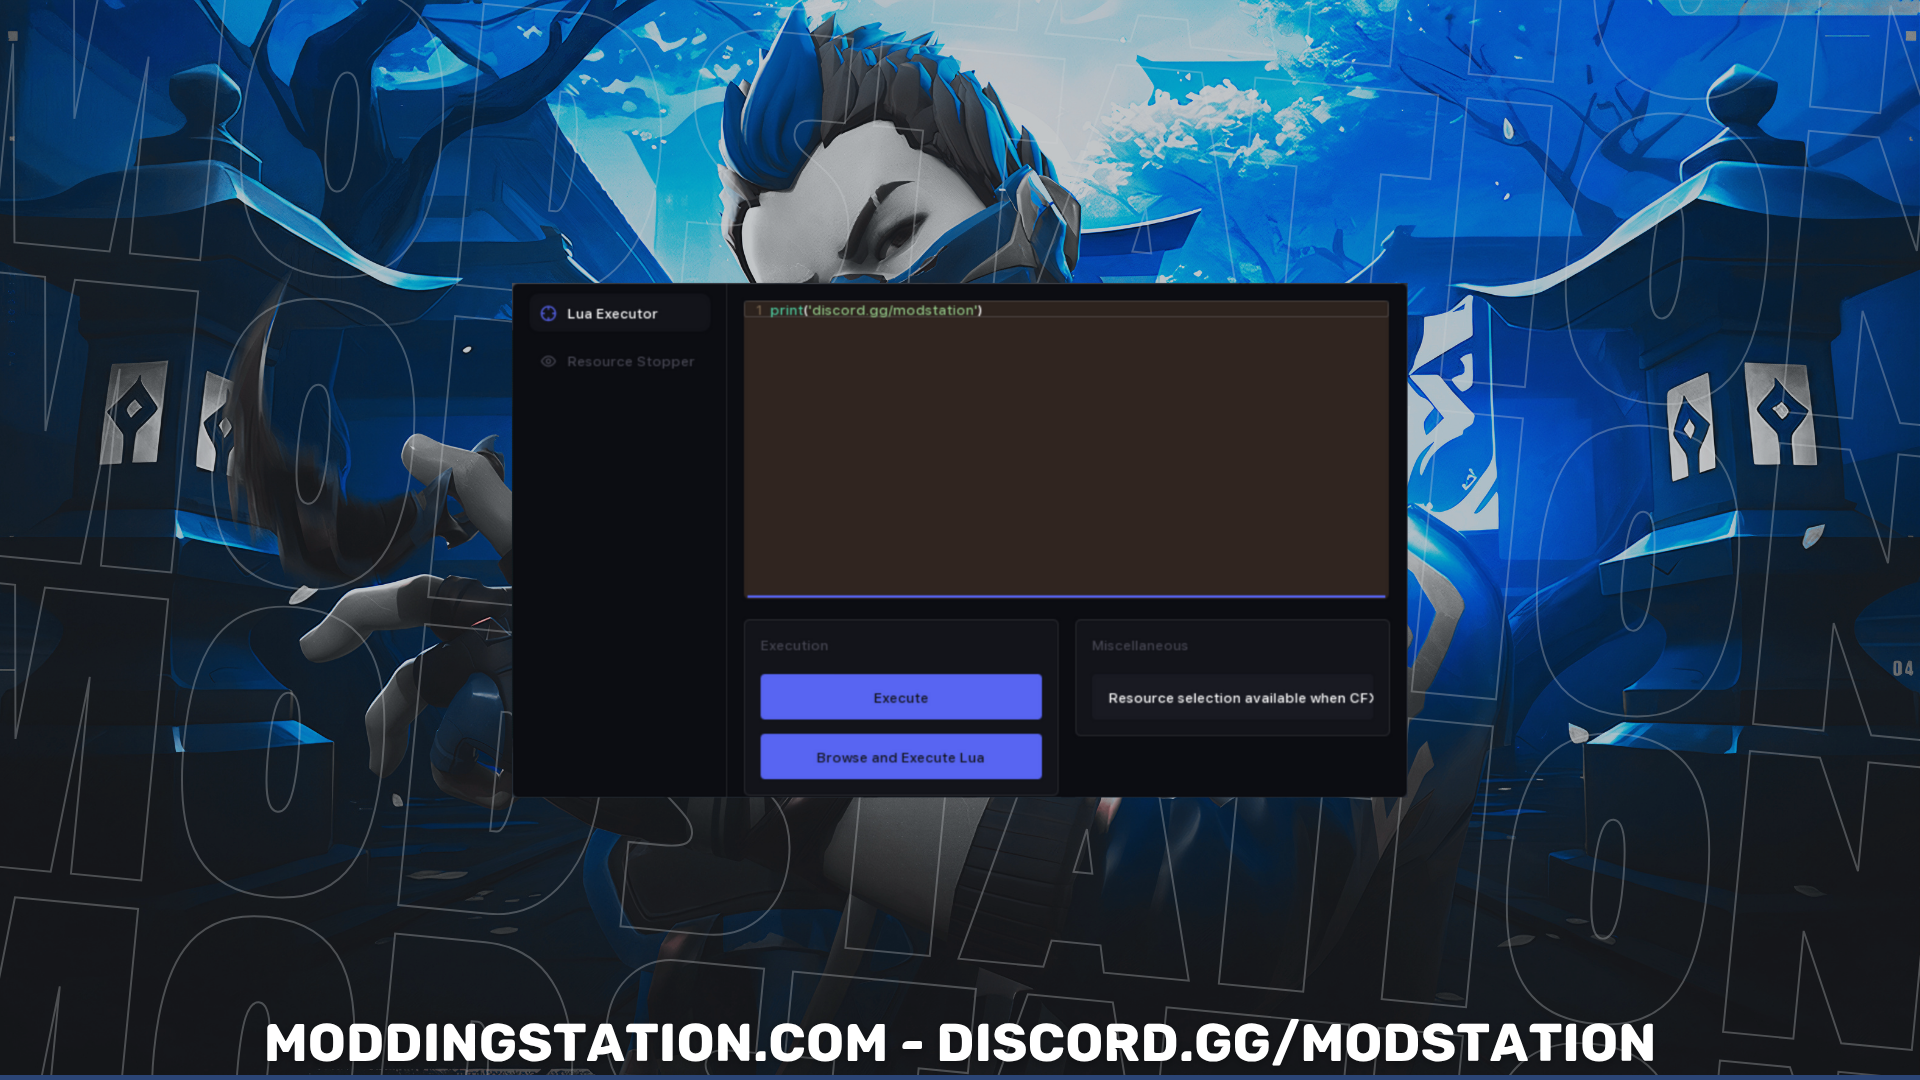 Lua Executor
Resource Stopper
1 print('discord.gg/modstation')
Execution
Execute
Browse and Execute Lua
Miscellaneous
Resource selection available when CF
04
MODDINGSTATION.COM - DISCORD.GG/MODSTATION
MODSTATION